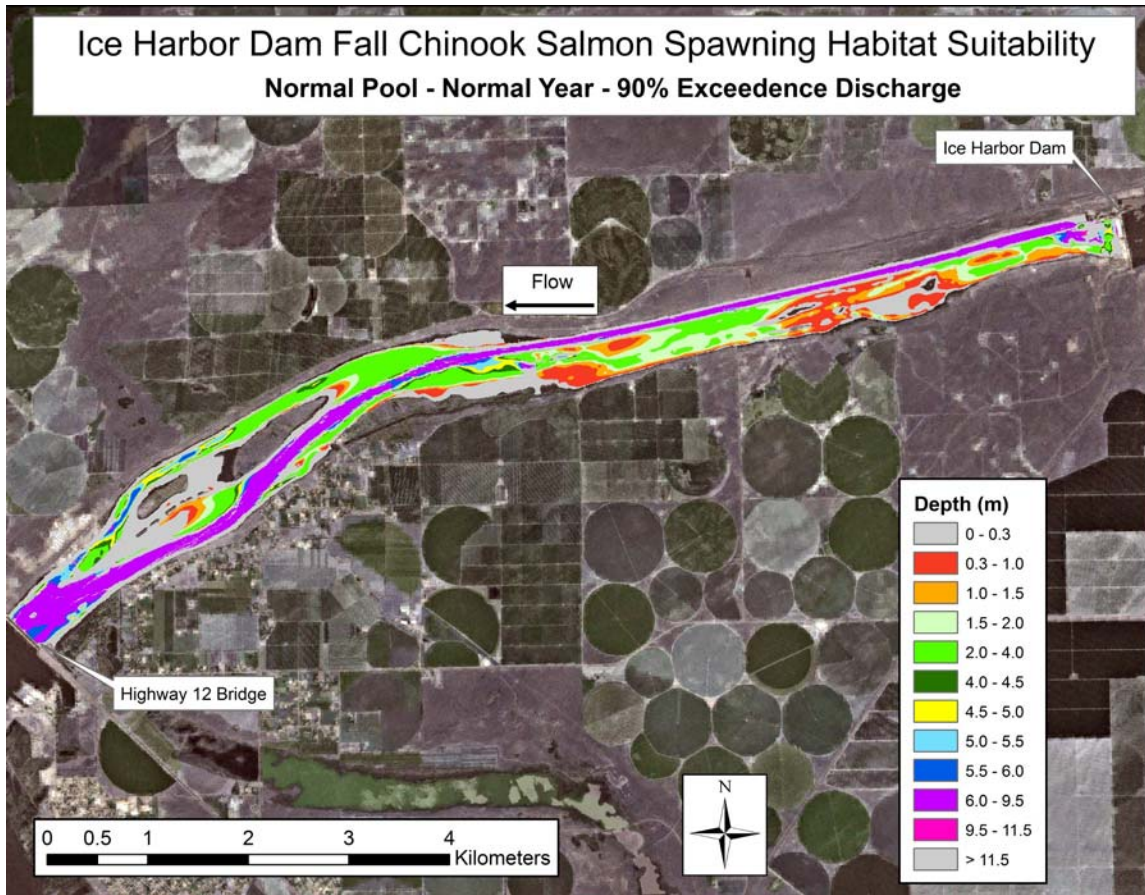 Ice Harbor Dam Fall Chinook Salmon Spawning Habitat Suitability
Normal Pool - Normal Year - 90% Exceedence Discharge
Ice Harbor Dam
Flow
Highway 12 Bridge
Depth (m)
0 - 0.3
0.3 - 1.0
1.0 - 1.5
1.5 - 2.0
2.0 - 4.0
4.0 - 4.5
4.5 - 5.0
5.0 - 5.5
5.5 - 6.0
6.0 - 9.5
9.5 - 11.5
> 11.5
N
0 0.5 1 2 3 4
Kilometers